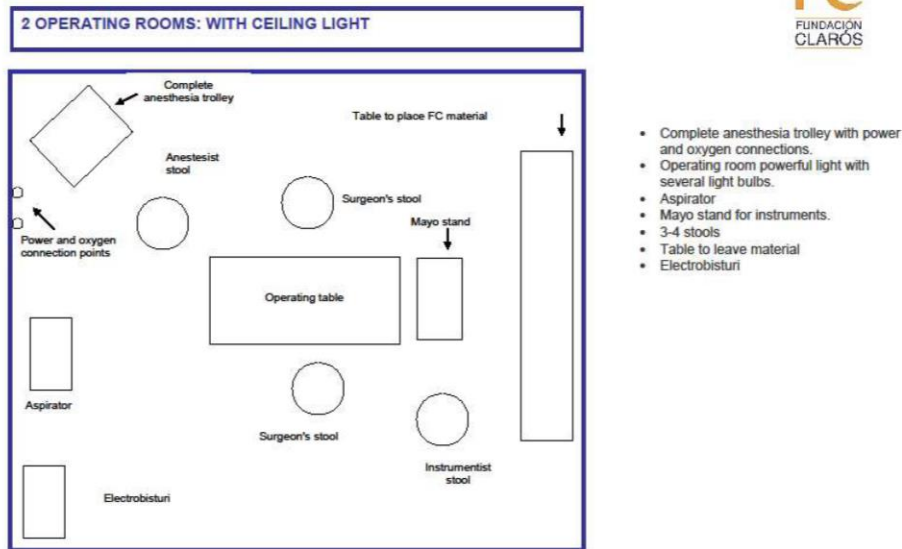 2 OPERATING ROOMS: WITH CEILING LIGHT
FUNDACIÓN
CLARÓS
Complete
anesthesia trolley
Table to place FC material
Anestesist
stool
Surgeon's stool
Mayo stand
Power and oxygen
connection points
Operating table
Aspirator
Surgeon's stool
Instrumentist
stool
Electrobisturi
• Complete anesthesia trolley with power
and oxygen connections.
• Operating room powerful light with
several light bulbs.
• Aspirator
• Mayo stand for instruments.
• 3-4 stools
• Table to leave material
• Electrobisturi